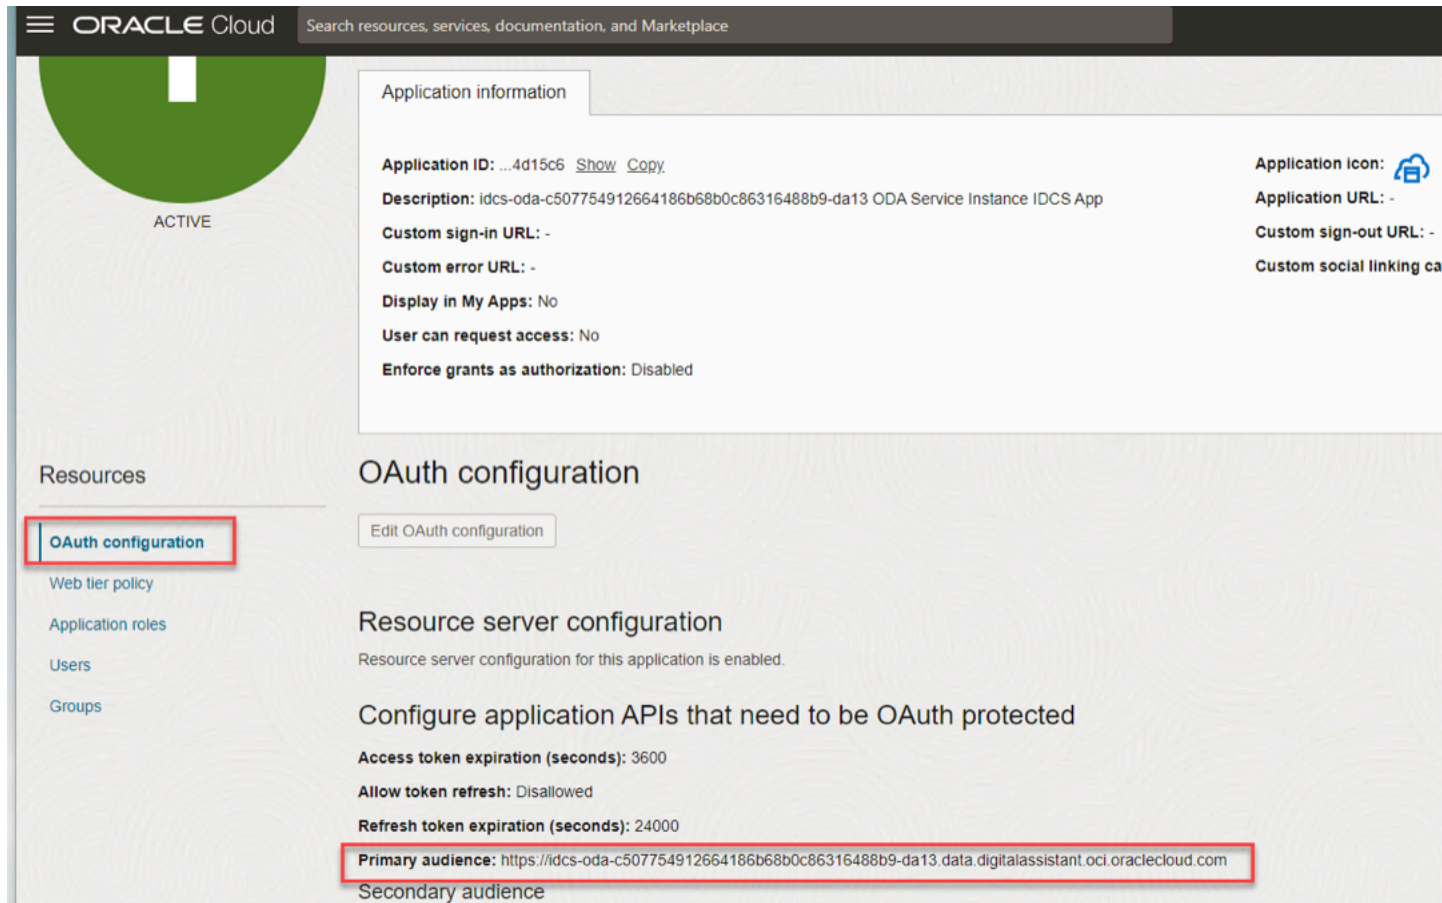 ORACLE Cloud
Search resources, services, documentation, and Marketplace
ACTIVE
Application information
Application ID: ...4d15c6 Show Copy
Description: idcs-oda-c507754912664186b68b0c86316488b9-da13 ODA Service Instance IDCS App
Custom sign-in URL: -
Custom error URL: -
Display in My Apps: No
User can request access: No
Enforce grants as authorization: Disabled
Application icon:
Application URL: -
Custom sign-out URL: -
Custom social linking ca
Resources
OAuth configuration
Web tier policy
Application roles
Users
Groups
OAuth configuration
Edit OAuth configuration
Resource server configuration
Resource server configuration for this application is enabled.
Configure application APIs that need to be OAuth protected
Access token expiration (seconds): 3600
Allow token refresh: Disallowed
Refresh token expiration (seconds): 24000
Primary audience: https://idcs-oda-c507754912664186b68b0c86316488b9-da13.data.digitalassistant.oci.oraclecloud.com
Secondary audience